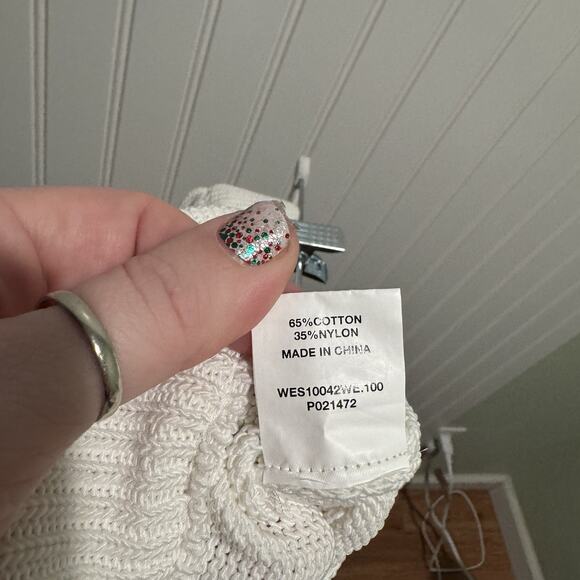 65%COTTON
35%NYLON
MADE IN CHINA
WES10042WE.100
P021472